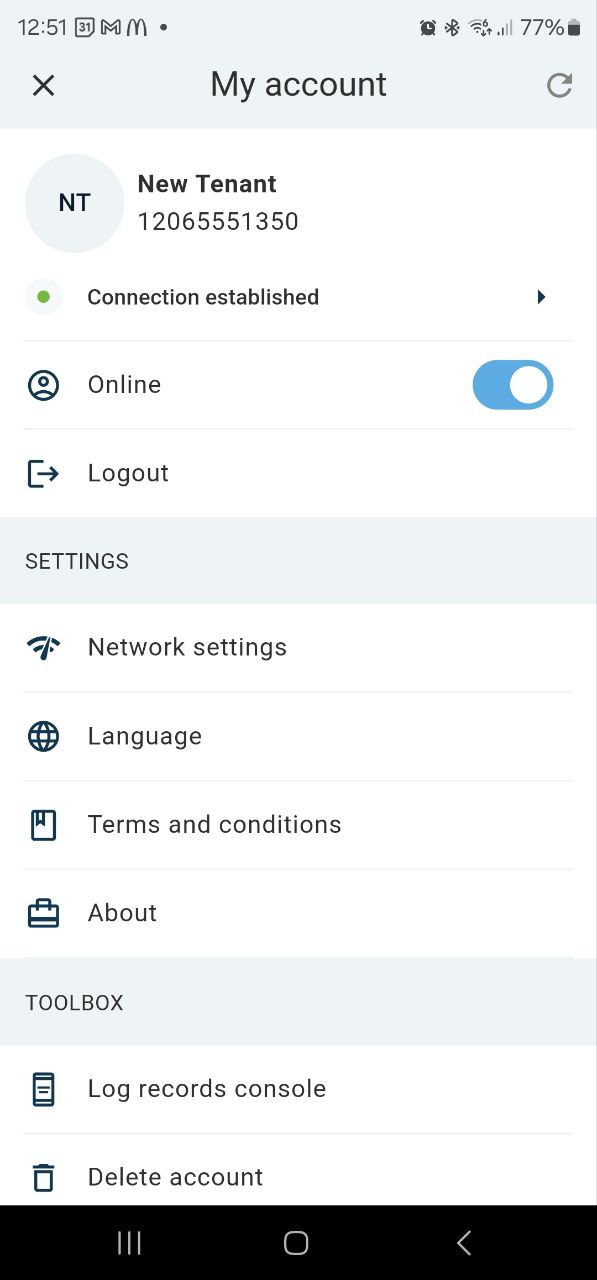 12:51 31 77%
My account
NT
New Tenant
12065551350
Connection established
Online
Logout
SETTINGS
Network settings
Language
Terms and conditions
About
TOOLBOX
Log records console
Delete account